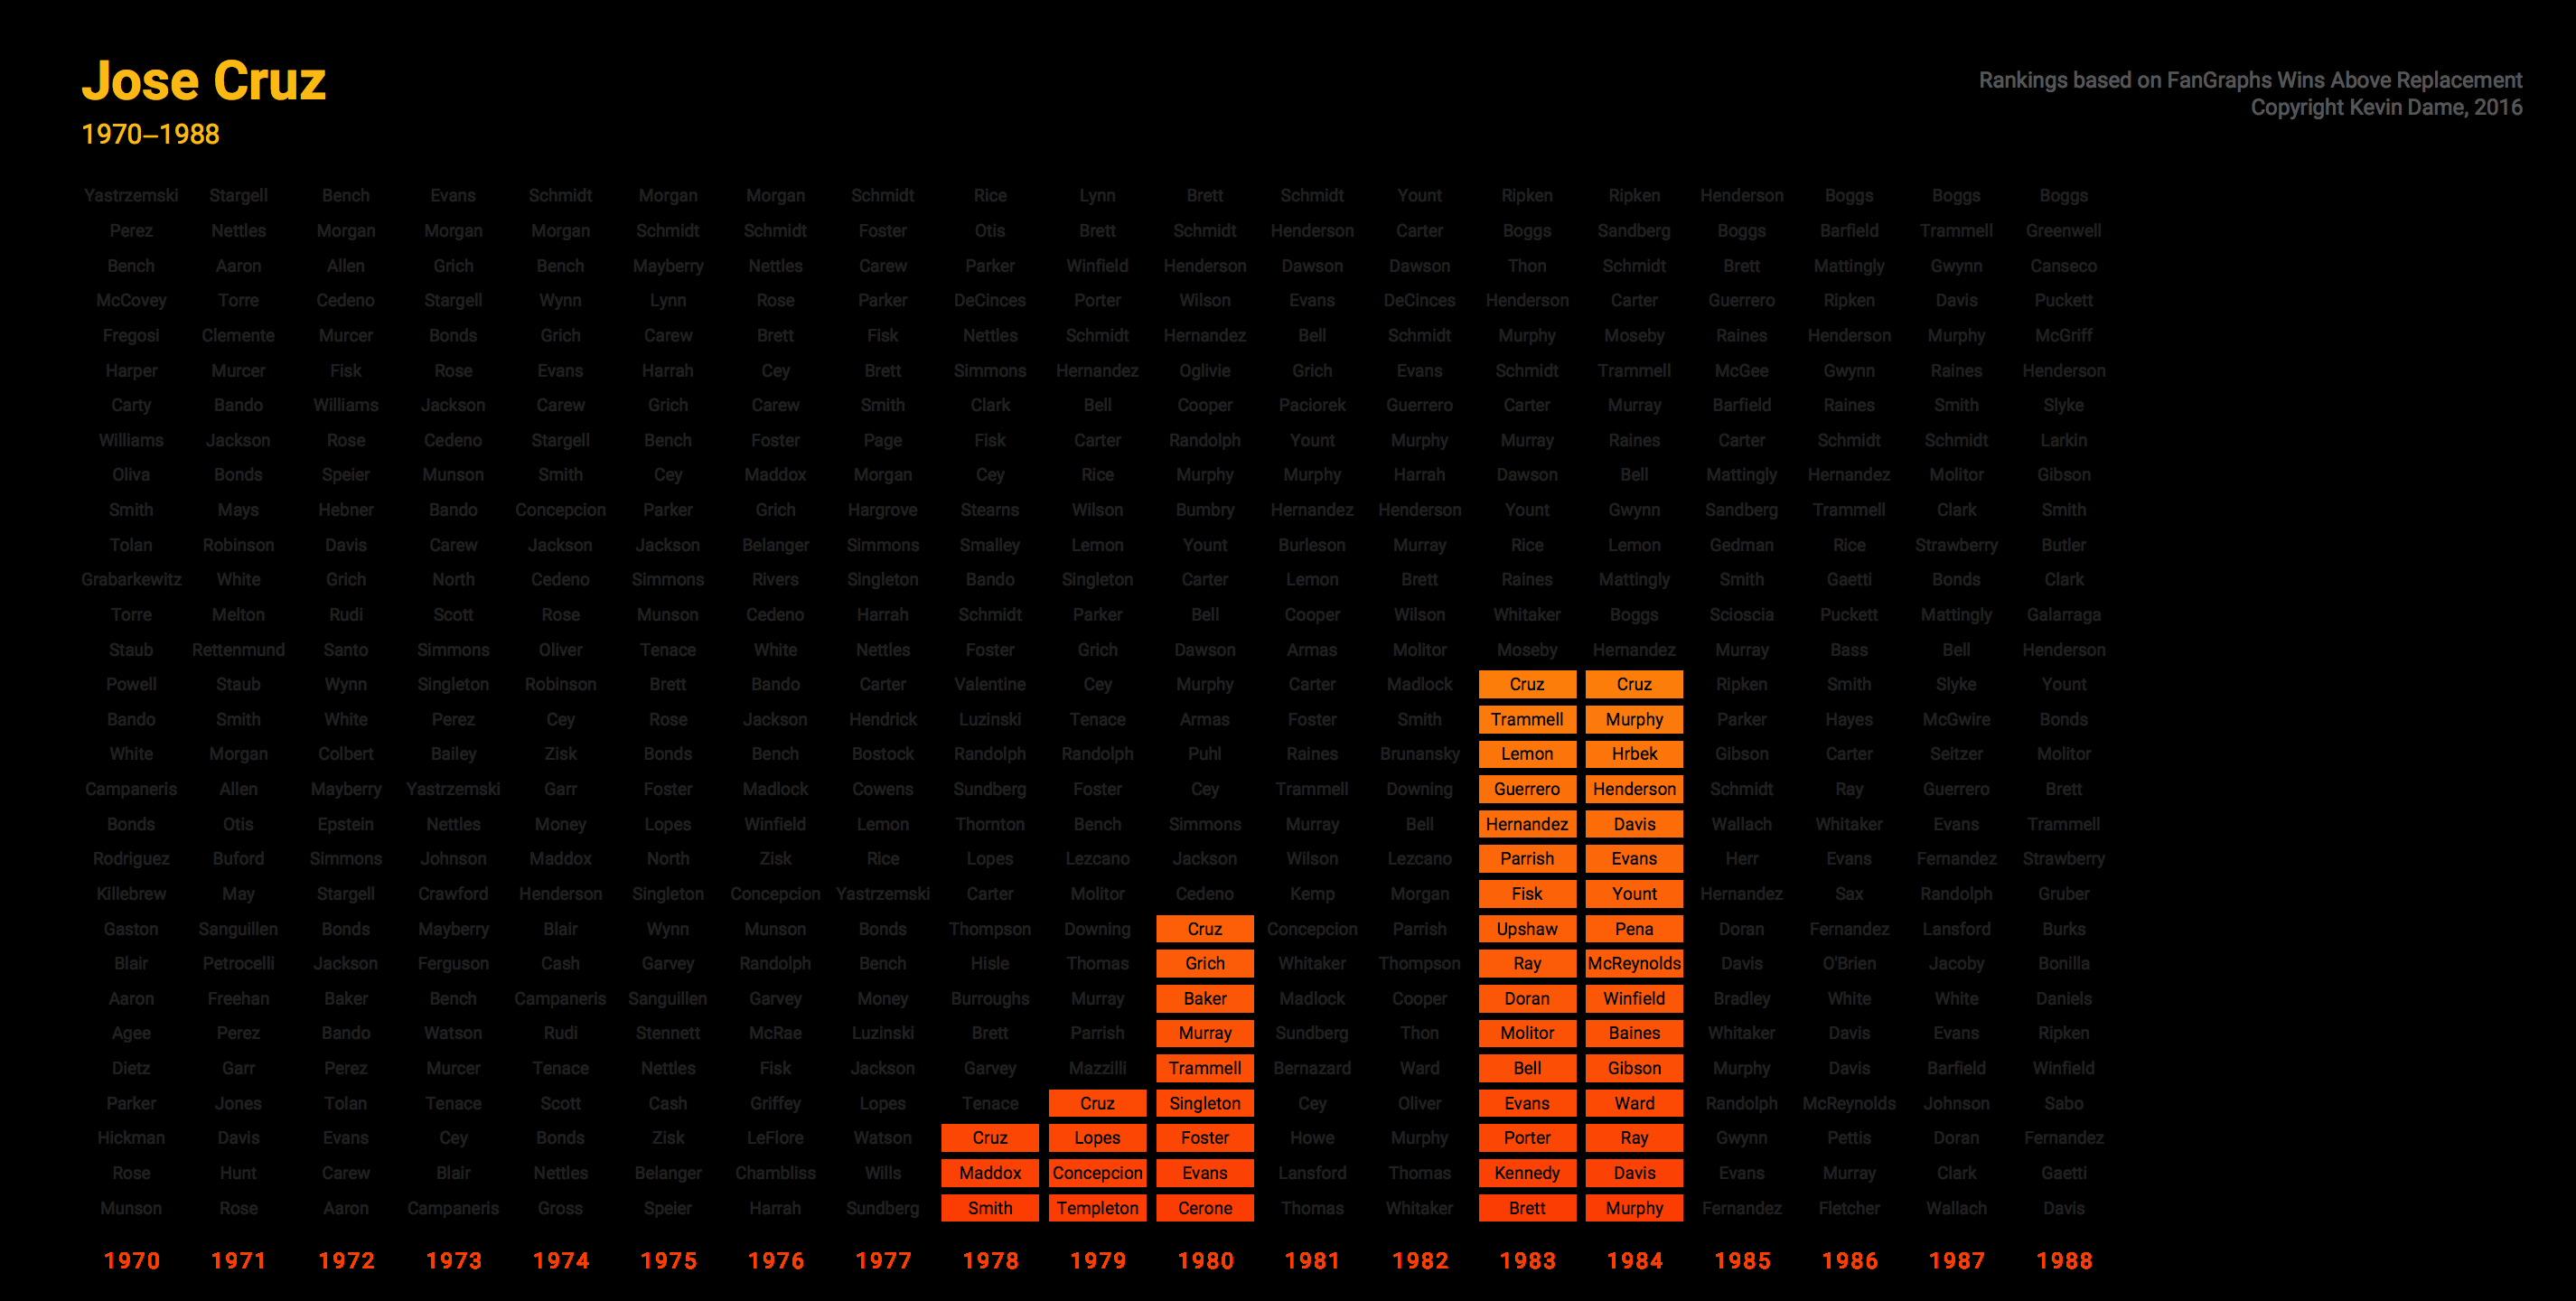 Jose Cruz
1970–1988
Rankings based on FanGraphs Wins Above Replacement
Copyright Kevin Dame, 2016
Yastrzemski Stargell Bench Evans Schmidt Morgan Morgan Schmidt Rice Lynn Brett Schmidt Yount Ripken Ripken Henderson Boggs Boggs Boggs
Perez Nettles Morgan Morgan Morgan Schmidt Schmidt Foster Otis Brett Schmidt Henderson Carter Boggs Sandberg Boggs Barfield Trammell Greenwell
Bench Aaron Allen Grich Bench Mayberry Nettles Carew Parker Winfield Henderson Dawson Dawson Thon Schmidt Brett Mattingly Gwynn Canseco
McCovey Torre Cedeno Stargell Wynn Lynn Rose Parker DeCinces Porter Wilson Evans DeCinces Henderson Carter Guerrero Ripken Davis Puckett
Fregosi Clemente Murcer Bonds Grich Carew Brett Fisk Nettles Schmidt Hernandez Bell Schmidt Murphy Moseby Raines Henderson Murphy McGriff
Harper Murcer Fisk Rose Evans Harrah Cey Brett Simmons Hernandez Oglivie Grich Evans Schmidt Trammell McGee Gwynn Raines Henderson
Carty Bando Williams Jackson Carew Grich Carew Smith Clark Bell Cooper Paciorek Guerrero Carter Murray Barfield Raines Smith Slyke
Williams Jackson Rose Cedeno Stargell Bench Foster Page Fisk Carter Randolph Yount Murphy Murray Raines Carter Schmidt Schmidt Larkin
Oliva Bonds Speier Munson Smith Cey Maddox Morgan Cey Rice Murphy Murphy Harrah Dawson Bell Mattingly Hernandez Molitor Gibson
Smith Mays Hebner Bando Concepcion Parker Grich Hargrove Stearns Wilson Bumbry Hernandez Henderson Yount Gwynn Sandberg Trammell Clark Smith
Tolan Robinson Davis Carew Jackson Jackson Belanger Simmons Smalley Lemon Yount Burleson Murray Rice Lemon Gedman Rice Strawberry Butler
Grabarkewitz White Grich North Cedeno Simmons Rivers Singleton Bando Singleton Carter Lemon Brett Raines Mattingly Smith Gaetti Bonds Clark
Torre Melton Rudi Scott Rose Munson Cedeno Harrah Schmidt Parker Bell Cooper Wilson Whitaker Boggs Scioscia Puckett Mattingly Galarraga
Staub Rettenmund Santo Simmons Oliver Tenace White Nettles Foster Grich Dawson Armas Molitor Moseby Hernandez Murray Bass Bell Henderson
Powell Staub Wynn Singleton Robinson Brett Bando Carter Valentine Cey Murphy Carter Madlock Cruz Cruz Ripken Smith Slyke Yount
Bando Smith White Perez Cey Rose Jackson Hendrick Luzinski Tenace Armas Foster Smith Trammell Murphy Parker Hayes McGwire Bonds
White Morgan Colbert Bailey Zisk Bonds Bench Bostock Randolph Randolph Puhl Raines Brunansky Lemon Hrbek Gibson Carter Seitzer Molitor
Campaneris Allen Mayberry Yastrzemski Garr Foster Madlock Cowens Sundberg Foster Cey Trammell Downing Guerrero Henderson Schmidt Ray Guerrero Brett
Bonds Otis Epstein Nettles Money Lopes Winfield Lemon Thornton Bench Simmons Murray Bell Hernandez Davis Wallach Whitaker Evans Trammell
Rodriguez Buford Simmons Johnson Maddox North Zisk Rice Lopes Lezcano Jackson Wilson Lezcano Parrish Evans Herr Evans Fernandez Strawberry
Killebrew May Stargell Crawford Henderson Singleton Concepcion Yastrzemski Carter Molitor Cedeno Kemp Morgan Fisk Yount Hernandez Sax Randolph Gruber
Gaston Sanguillen Bonds Mayberry Blair Wynn Munson Bonds Thompson Downing Cruz Concepcion Parrish Upshaw Pena Doran Fernandez Lansford Burks
Blair Petrocelli Jackson Ferguson Cash Garvey Randolph Bench Hisle Thomas Grich Whitaker Thompson Ray McReynolds Davis O'Brien Jacoby Bonilla
Aaron Freehan Baker Bench Campaneris Sanguillen Garvey Money Burroughs Murray Baker Madlock Cooper Doran Winfield Bradley White White Daniels
Agee Perez Bando Watson Rudi Stennett McRae Luzinski Brett Parrish Murray Sundberg Thon Molitor Baines Whitaker Davis Evans Ripken
Dietz Garr Perez Murcer Tenace Nettles Fisk Jackson Garvey Mazzilli Trammell Bernazard Ward Bell Gibson Murphy Davis Barfield Winfield
Parker Jones Tolan Tenace Scott Cash Griffey Lopes Tenace Cruz Singleton Cey Oliver Evans Ward Randolph McReynolds Johnson Sabo
Hickman Davis Evans Cey Bonds Zisk LeFlore Watson Cruz Lopes Foster Howe Murphy Porter Ray Gwynn Pettis Doran Fernandez
Rose Hunt Carew Blair Nettles Belanger Chambliss Wills Maddox Concepcion Evans Lansford Thomas Kennedy Davis Evans Murray Clark Gaetti
Munson Rose Aaron Campaneris Gross Speier Harrah Sundberg Smith Templeton Cerone Thomas Whitaker Brett Murphy Fernandez Fletcher Wallach Davis
1970 1971 1972 1973 1974 1975 1976 1977 1978 1979 1980 1981 1982 1983 1984 1985 1986 1987 1988